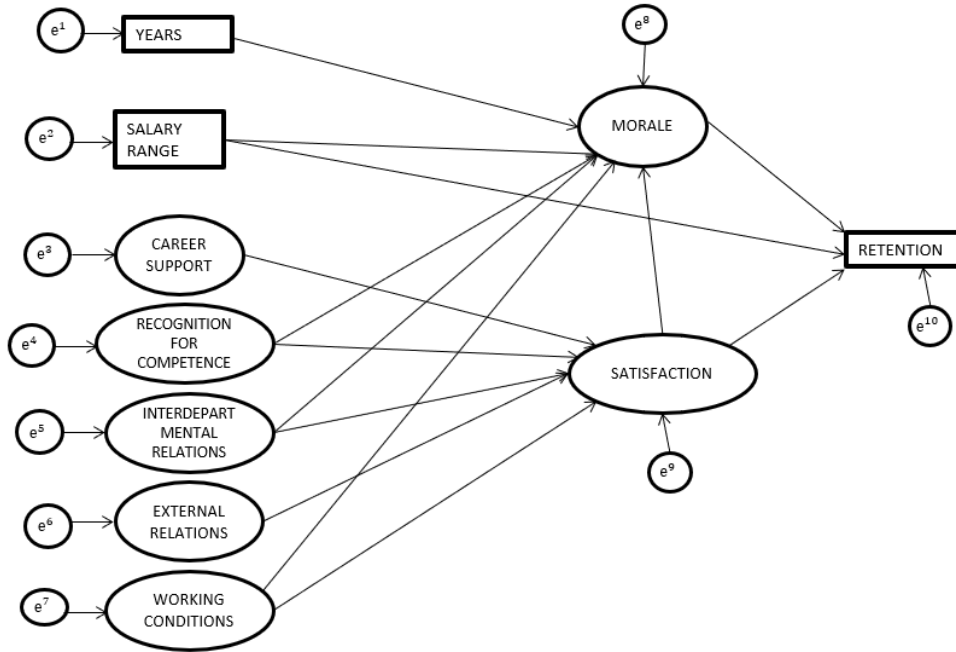 e¹
YEARS
e⁸
MORALE
e²
SALARY
RANGE
e³
CAREER
SUPPORT
RETENTION
e⁴
RECOGNITION
FOR
COMPETENCE
e¹⁰
SATISFACTION
e⁵
INTERDEPART
MENTAL
RELATIONS
e⁹
e⁶
EXTERNAL
RELATIONS
e⁷
WORKING
CONDITIONS